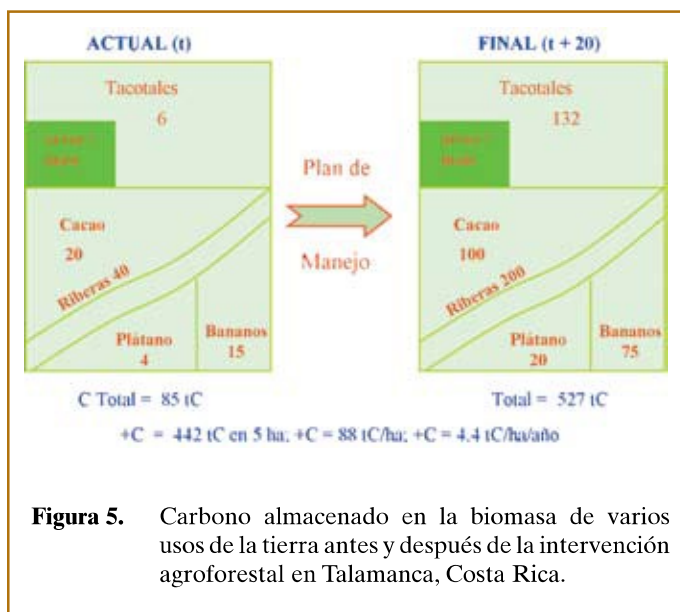 ACTUAL (t)
Tacotales
6
Cacao
20
Riberas 40
Plátano
4
Bananos
15
C Total = 85 tC
Plan de
Manejo
FINAL (t + 20)
Tacotales
132
Cacao
100
Riberas 200
Plátano
20
Bananos
75
Total = 527 tC
+C = 442 tC en 5 ha; +C = 88 tC/ha; +C = 4.4 tC/ha/año
Figura 5. Carbono almacenado en la biomasa de varios
usos de la tierra antes y después de la intervención
agroforestal en Talamanca, Costa Rica.